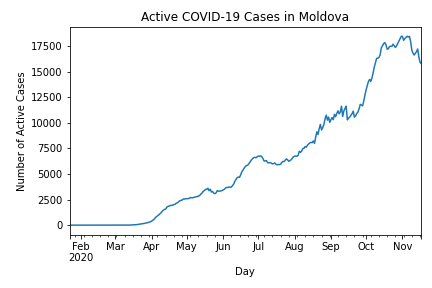 Active COVID-19 Cases in Moldova
Number of Active Cases
17500
15000
12500
10000
7500
5000
2500
0
Feb Mar Apr May Jun Jul Aug Sep Oct Nov
2020
Day